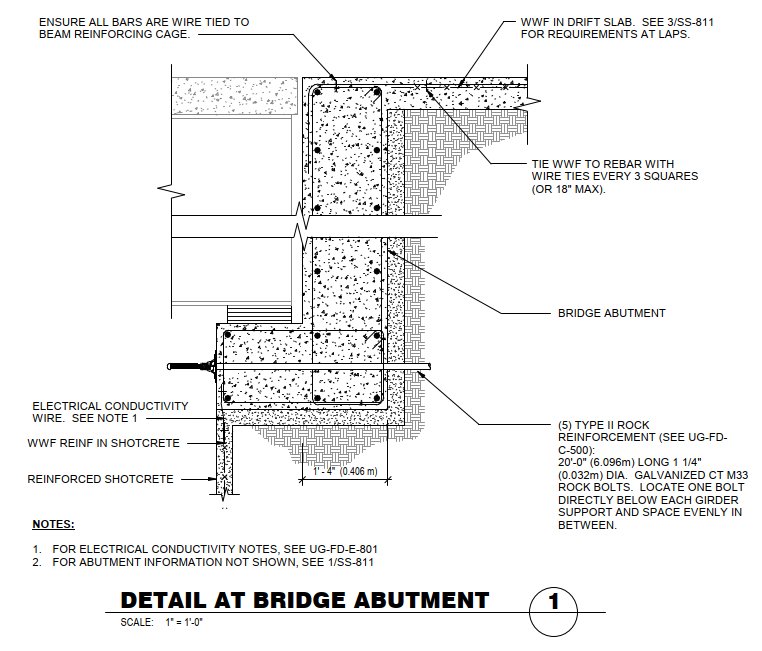 ENSURE ALL BARS ARE WIRE TIED TO
BEAM REINFORCING CAGE.
WWF IN DRIFT SLAB.  SEE 3/SS-811
FOR REQUIREMENTS AT LAPS.
TIE WWF TO REBAR WITH
WIRE TIES EVERY 3 SQUARES
(OR 18" MAX).
BRIDGE ABUTMENT
ELECTRICAL CONDUCTIVITY
WIRE.  SEE NOTE 1
WWF REINF IN SHOTCRETE
REINFORCED SHOTCRETE
1' - 4" (0.406 m)
(5) TYPE II ROCK
REINFORCEMENT (SEE UG-FD-
C-500):
20'-0" (6.096m) LONG 1 1/4"
(0.032m) DIA.  GALVANIZED CT M33
ROCK BOLTS.  LOCATE ONE BOLT
DIRECTLY BELOW EACH GIRDER
SUPPORT AND SPACE EVENLY IN
BETWEEN.
NOTES:
1.   FOR ELECTRICAL CONDUCTIVITY NOTES, SEE UG-FD-E-801
2.   FOR ABUTMENT INFORMATION NOT SHOWN, SEE 1/SS-811
DETAIL AT BRIDGE ABUTMENT
1
SCALE:   1" = 1'-0"